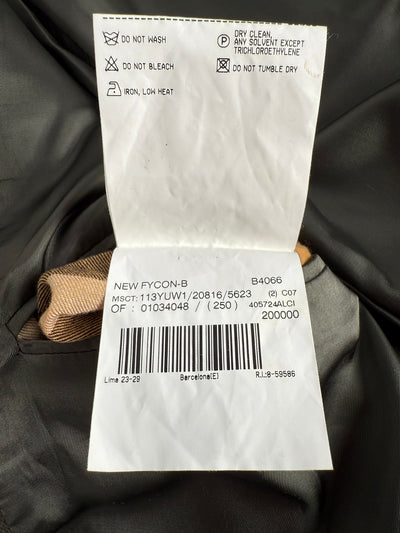 DO NOT WASH
P DRY CLEAN,
ANY SOLVENT EXCEPT
TRICHLOROETHYLENE
DO NOT BLEACH
DO NOT TUMBLE DRY
IRON, LOW HEAT
NEW FYCON-B B4066
MSCT: 113YUW1/20816/5623 (2) C07
OF : 01034048 / (250) 405724ALCI
200000
Lima 23-29 Barcelona(E) R.I.:8-59586